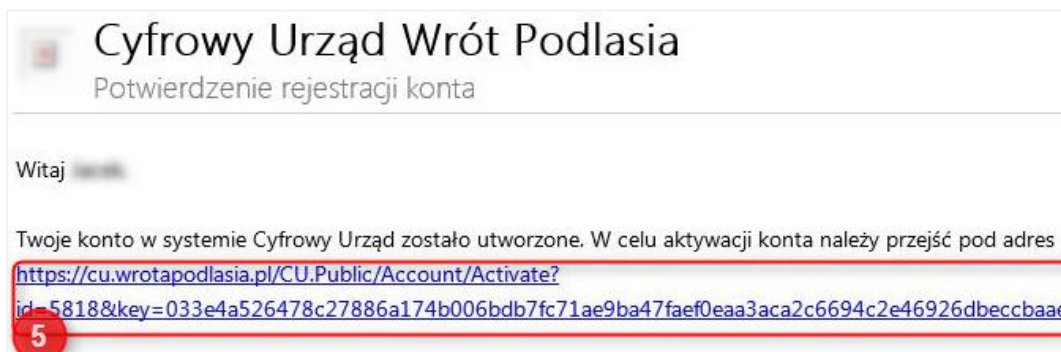 Cyfrowy Urząd Wrót Podlasia
Potwierdzenie rejestracji konta
Witaj
Twoje konto w systemie Cyfrowy Urząd zostało utworzone. W celu aktywacji konta należy przejść pod adres
https://cu.wrotapodlasia.pl/CU.Public/Account/Activate?
id=5818&key=033e4a526478c27886a174b006bdb7fc71ae9ba47faef0eaa3aca2c6694c2e46926dbeccbaae
5